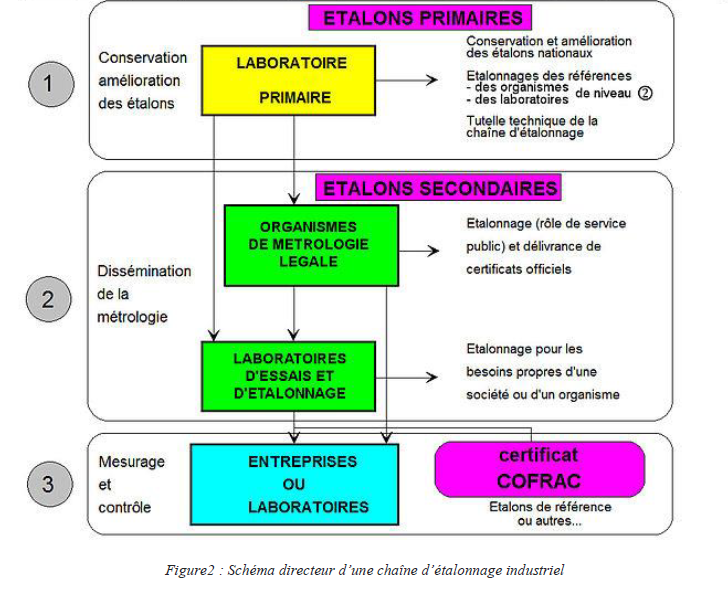 ETALONS PRIMAIRES
1
Conservation
amélioration
des étalons
LABORATOIRE
PRIMAIRE
Conservation et amélioration
des étalons nationaux
Etalonnages des références
- des organismes
- des laboratoires
de niveau ②
Tutelle technique de la
chaîne d'étalonnage
ETALONS SECONDAIRES
2
Dissémination
de la
métrologie
ORGANISMES
DE METROLOGIE
LEGALE
Etalonnage (rôle de service
public) et délivrance de
certificats officiels
LABORATOIRES
D'ESSAIS ET
D'ETALONNAGE
Etalonnage pour les
besoins propres d'une
société ou d'un organisme
3
Mesurage
et
contrôle
ENTREPRISES
OU
LABORATOIRES
certificat
COFRAC
Etalons de référence
ou autres...
Figure2 : Schéma directeur d'une chaîne d'étalonnage industriel